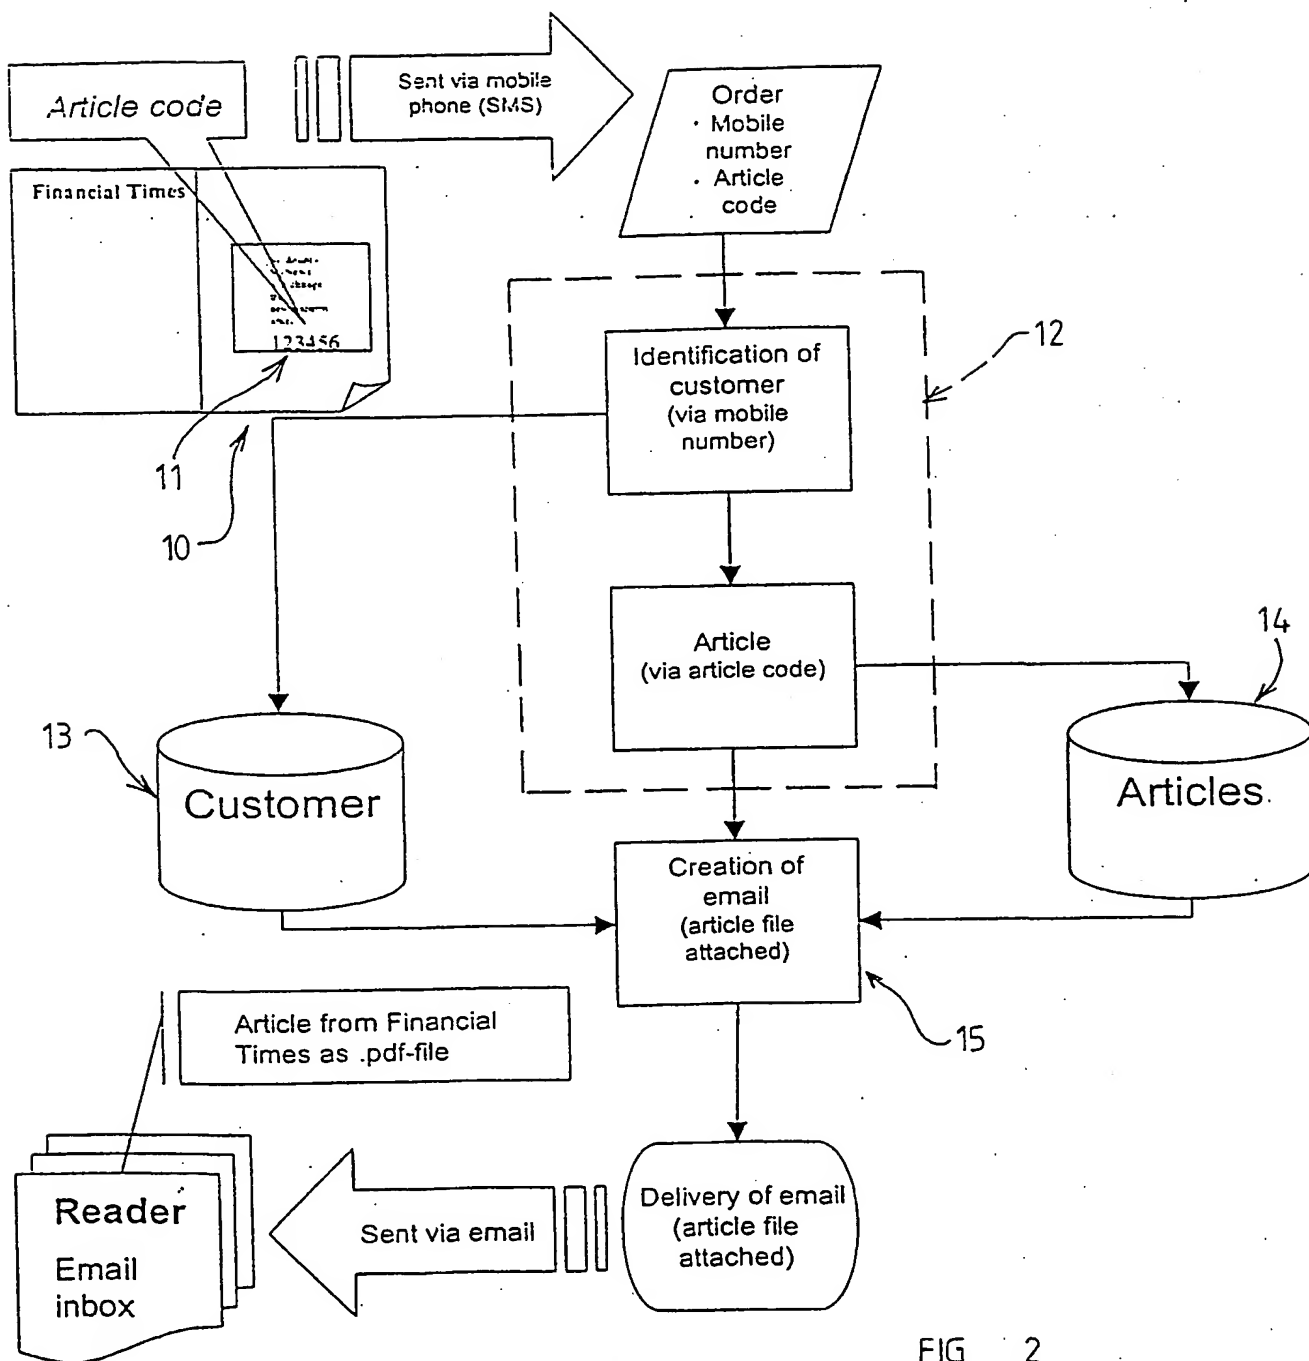 Article code
Sent via mobile
phone (SMS)
Order
· Mobile
number
· Article
code
Financial Times
123456
11
10
Identification of
customer
(via mobile
number)
12
Article
(via article code)
14
13
Customer
Articles
Creation of
email
(article file
attached)
15
Article from Financial
Times as .pdf-file
Reader
Email
inbox
Sent via email
Delivery of email
(article file
attached)
FIG 2